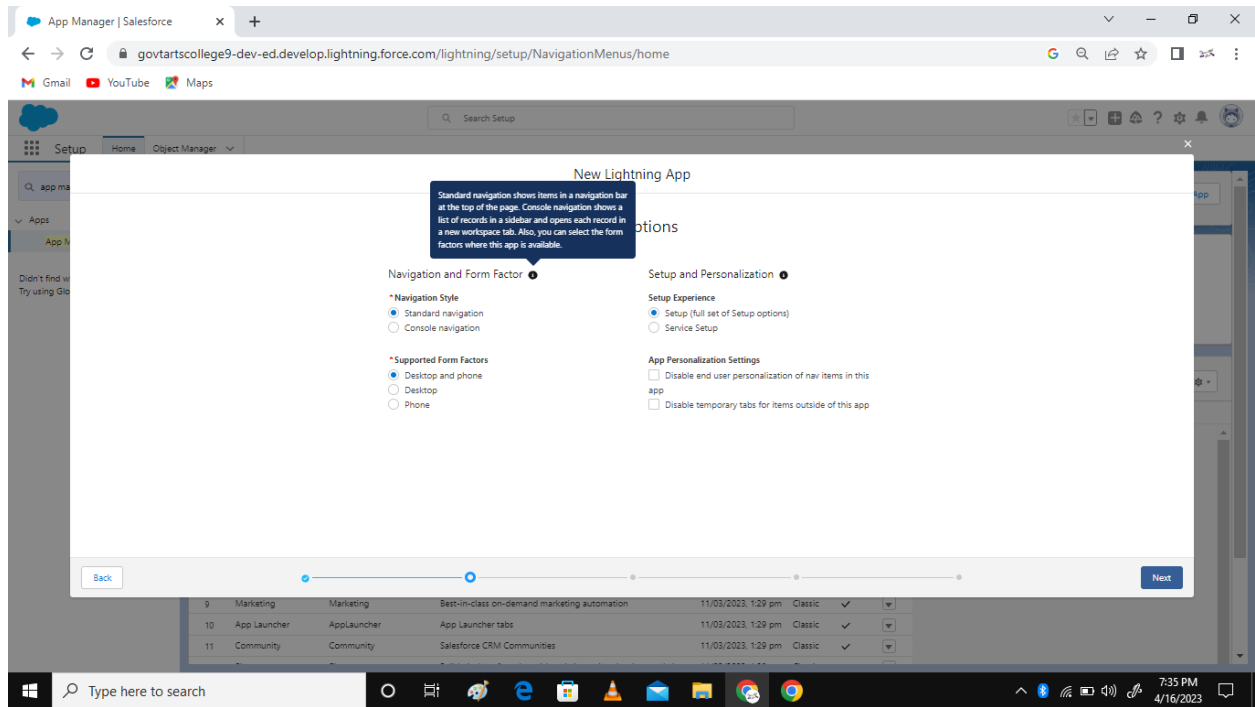 App Manager | Salesforce
govtartscollege9-dev-ed.develop.lightning.force.com/lightning/setup/NavigationMenus/home
Gmail YouTube Maps
Search Setup
Setup Home Object Manager
New Lightning App
app ma
App
Standard navigation shows items in a navigation bar
at the top of the page. Console navigation shows a
list of records in a sidebar and opens each record in
a new workspace tab. Also, you can select the form
factors where this app is available.
ptions
Apps
App M
Didn't find w
Try using Glo
Navigation and Form Factor
*Navigation Style
Standard navigation
Console navigation
*Supported Form Factors
Desktop and phone
Desktop
Phone
Setup and Personalization
Setup Experience
Setup (full set of Setup options)
Service Setup
App Personalization Settings
Disable end user personalization of nav items in this
app
Disable temporary tabs for items outside of this app
Back Next
9 Marketing Marketing Best-in-class on-demand marketing automation 11/03/2023, 1:29 pm Classic
10 App Launcher AppLauncher App Launcher tabs 11/03/2023, 1:29 pm Classic
11 Community Community Salesforce CRM Communities 11/03/2023, 1:29 pm Classic
Type here to search
7:35 PM
4/16/2023